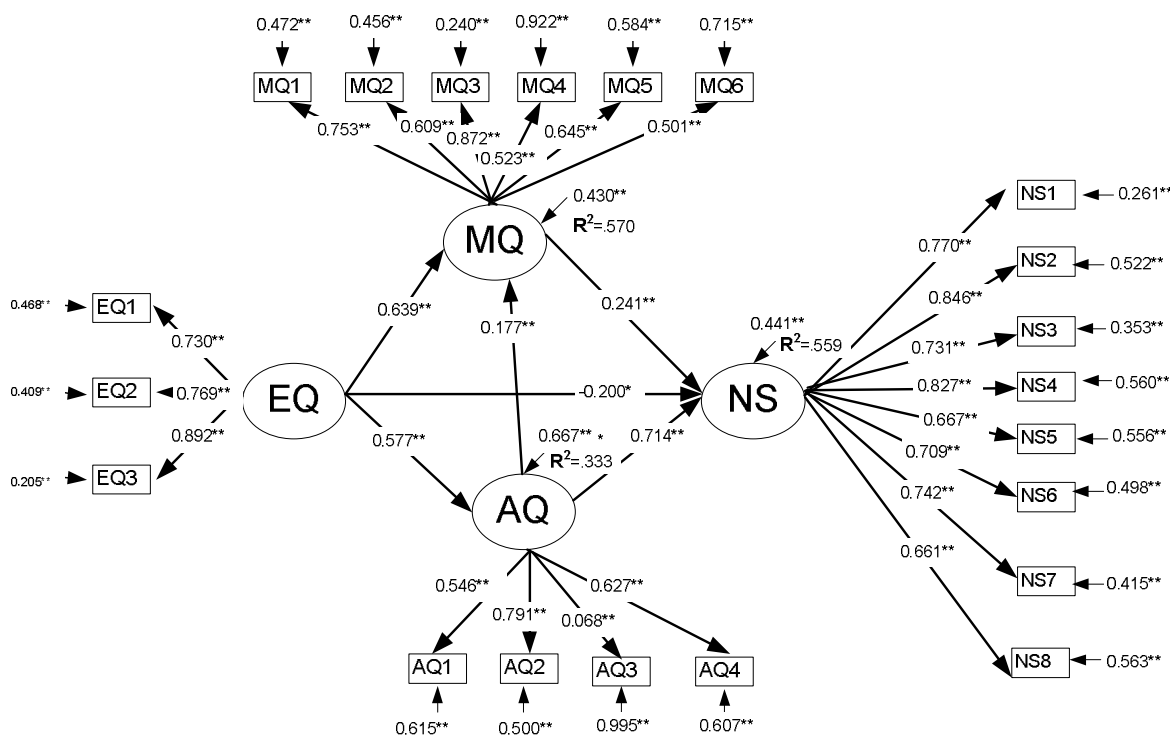 0.472** 0.456** 0.240** 0.922** 0.584** 0.715**
MQ1 MQ2 MQ3 MQ4 MQ5 MQ6
0.753** 0.609** 0.872** 0.523** 0.645** 0.501**
0.430**
R²=.570
MQ
NS1 0.261**
0.770**
NS2 0.522**
0.846**
0.468** EQ1
0.730**
0.639** 0.177** 0.241**
0.441**
R²=.559
0.731** NS3 0.353**
0.409** EQ2 0.769**
EQ -0.200* NS
0.827** NS4 0.560**
0.892**
0.205** EQ3
0.577** 0.667** * 0.714**
R²=.333
0.667** NS5 0.556**
0.709** NS6 0.498**
AQ
0.742** NS7 0.415**
0.661** NS8 0.563**
0.546** 0.791** 0.068** 0.627**
AQ1 AQ2 AQ3 AQ4
0.615** 0.500** 0.995** 0.607**